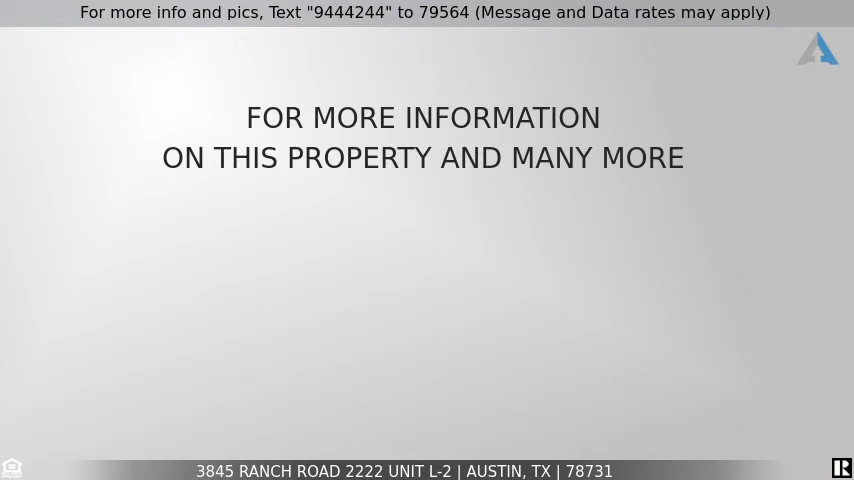 For more info and pics, Text "9444244" to 79564 (Message and Data rates may apply)
FOR MORE INFORMATION
ON THIS PROPERTY AND MANY MORE
3845 RANCH ROAD 2222 UNIT L-2 | AUSTIN, TX | 78731